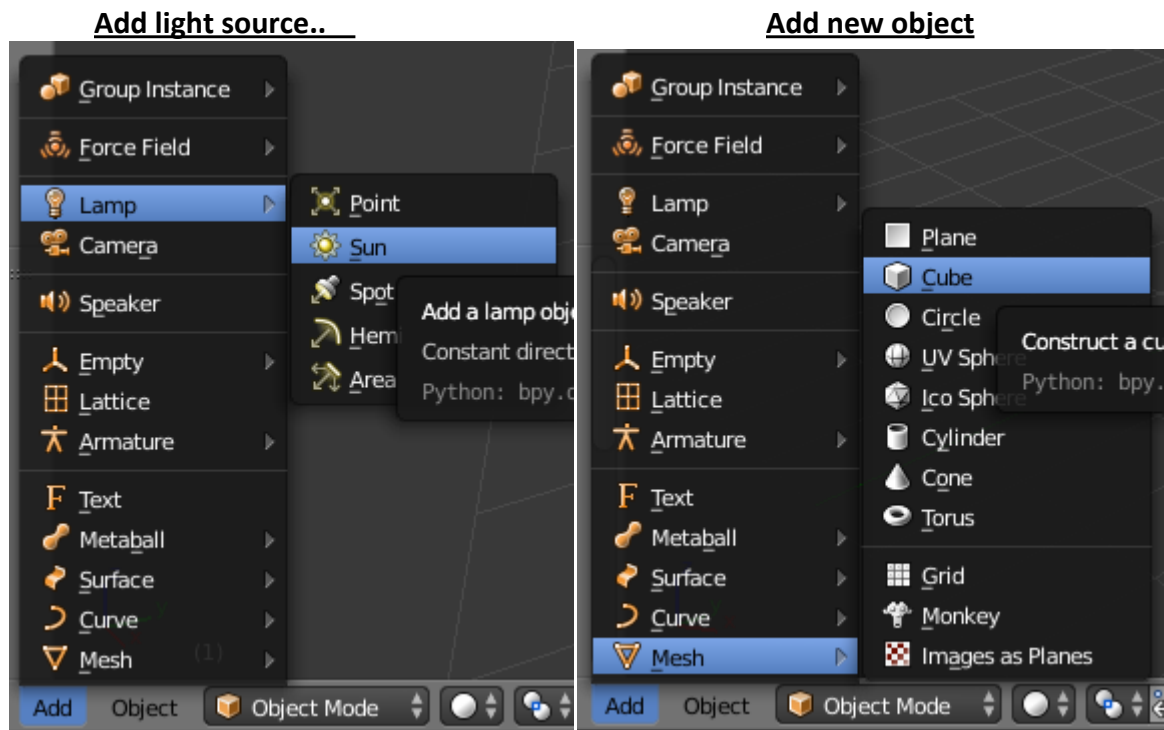 Add light source..
Group Instance
Force Field
Lamp
Camera
Speaker
Empty
Lattice
Armature
Text
Metaball
Surface
Curve
Mesh
(1)
Point
Sun
Spot
Hemi
Area
Add a lamp obj
Constant direct
Python: bpy.
Add Object Object Mode
Add new object
Group Instance
Force Field
Lamp
Camera
Speaker
Empty
Lattice
Armature
Text
Metaball
Surface
Curve
Mesh
Plane
Cube
Circle
UV Sphere
Ico Sphere
Cylinder
Cone
Torus
Grid
Monkey
Images as Planes
Construct a cu
Python: bpy.
Add Object Object Mode